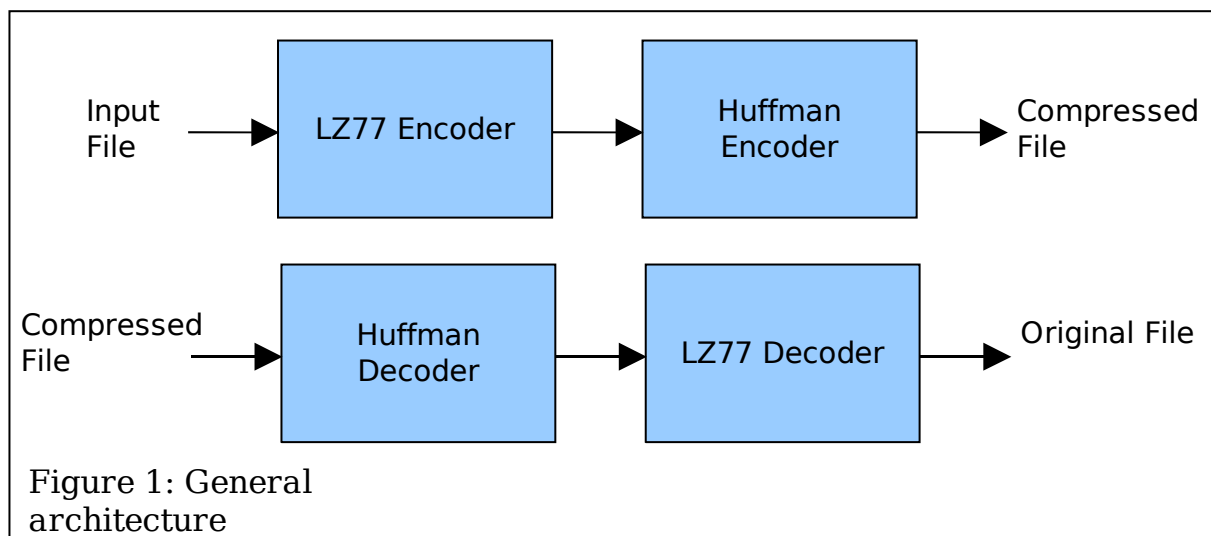 Input
File
LZ77 Encoder
Huffman
Encoder
Compressed
File
Compressed
File
Huffman
Decoder
LZ77 Decoder
Original File
Figure 1: General
architecture